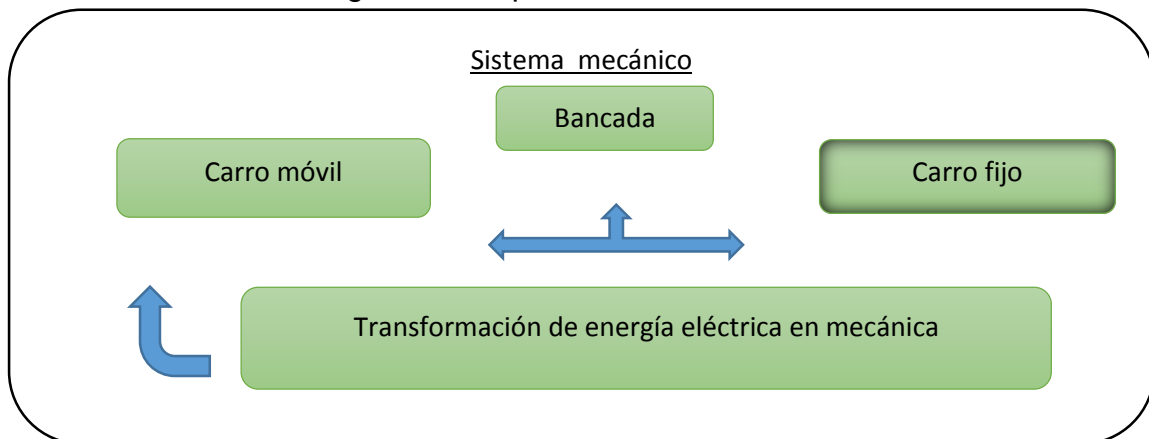 Sistema mecánico
Bancada
Carro móvil
Carro fijo
Transformación de energía eléctrica en mecánica